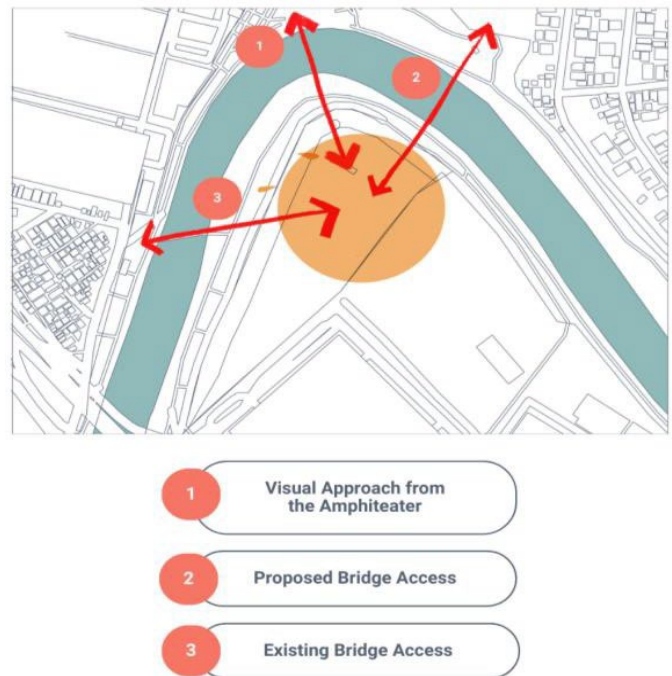 1
2
3
1
Visual Approach from
the Amphiteater
2
Proposed Bridge Access
3
Existing Bridge Access